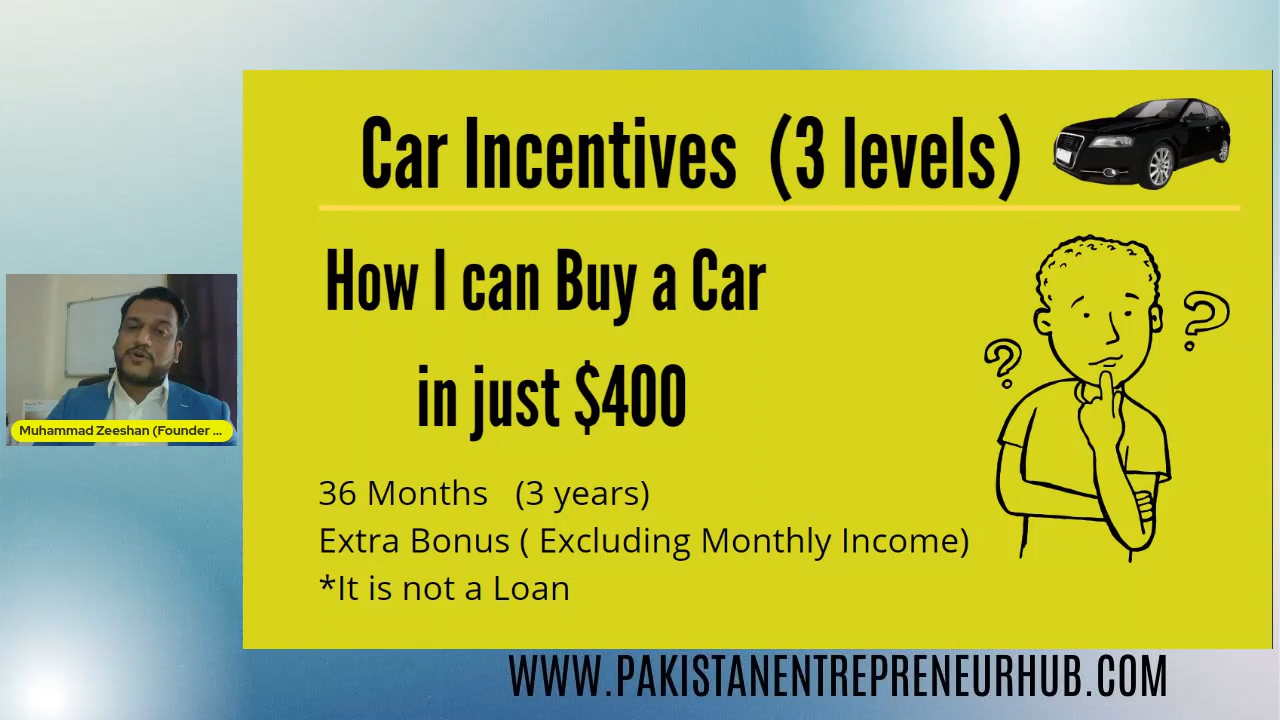 Car Incentives (3 levels)
How I can Buy a Car
in just $400
36 Months (3 years)
Extra Bonus ( Excluding Monthly Income)
*It is not a Loan
Muhammad Zeeshan (Founder ...
WWW.PAKISTANENTREPRENEURHUB.COM